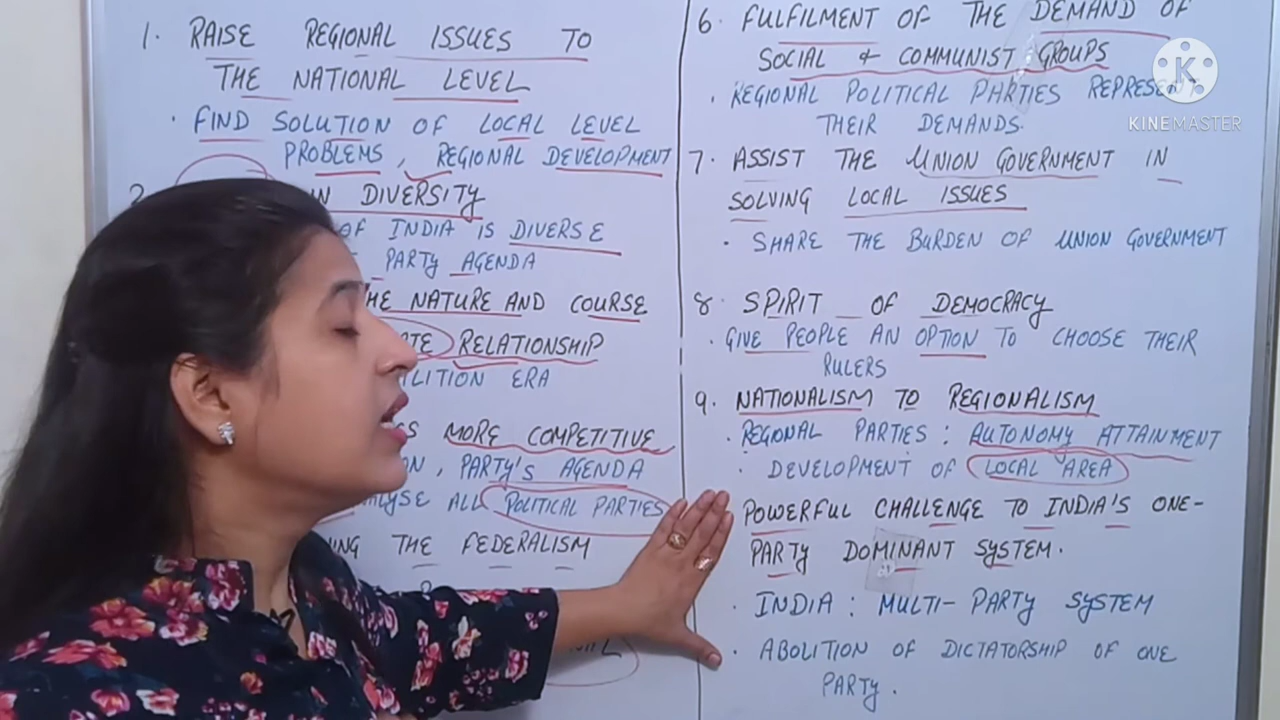 1. RAISE REGIONAL ISSUES TO
THE NATIONAL LEVEL
· FIND SOLUTION OF LOCAL LEVEL
PROBLEMS, REGIONAL DEVELOPMENT
2.
IN DIVERSITY
OF INDIA IS DIVERSE
PARTY AGENDA
THE NATURE AND COURSE
RELATIONSHIP
ERA
MORE COMPETITIVE
, PARTY'S AGENDA
ALL POLITICAL PARTIES
THE FEDERALISM
6. FULFILMENT OF THE DEMAND OF
SOCIAL & COMMUNIST GROUPS
· REGIONAL POLITICAL PARTIES REPRESENT
THEIR DEMANDS.
7. ASSIST THE UNION GOVERNMENT IN
SOLVING LOCAL ISSUES
· SHARE THE BURDEN OF UNION GOVERNMENT
8. SPIRIT OF DEMOCRACY
· GIVE PEOPLE AN OPTION TO CHOOSE THEIR
RULERS
9. NATIONALISM TO REGIONALISM
· REGIONAL PARTIES : AUTONOMY ATTAINMENT
· DEVELOPMENT OF LOCAL AREA
POWERFUL CHALLENGE TO INDIA'S ONE-
PARTY DOMINANT SYSTEM.
· INDIA : MULTI-PARTY SYSTEM
· ABOLITION OF DICTATORSHIP OF ONE
PARTY.
K
KINEMASTER